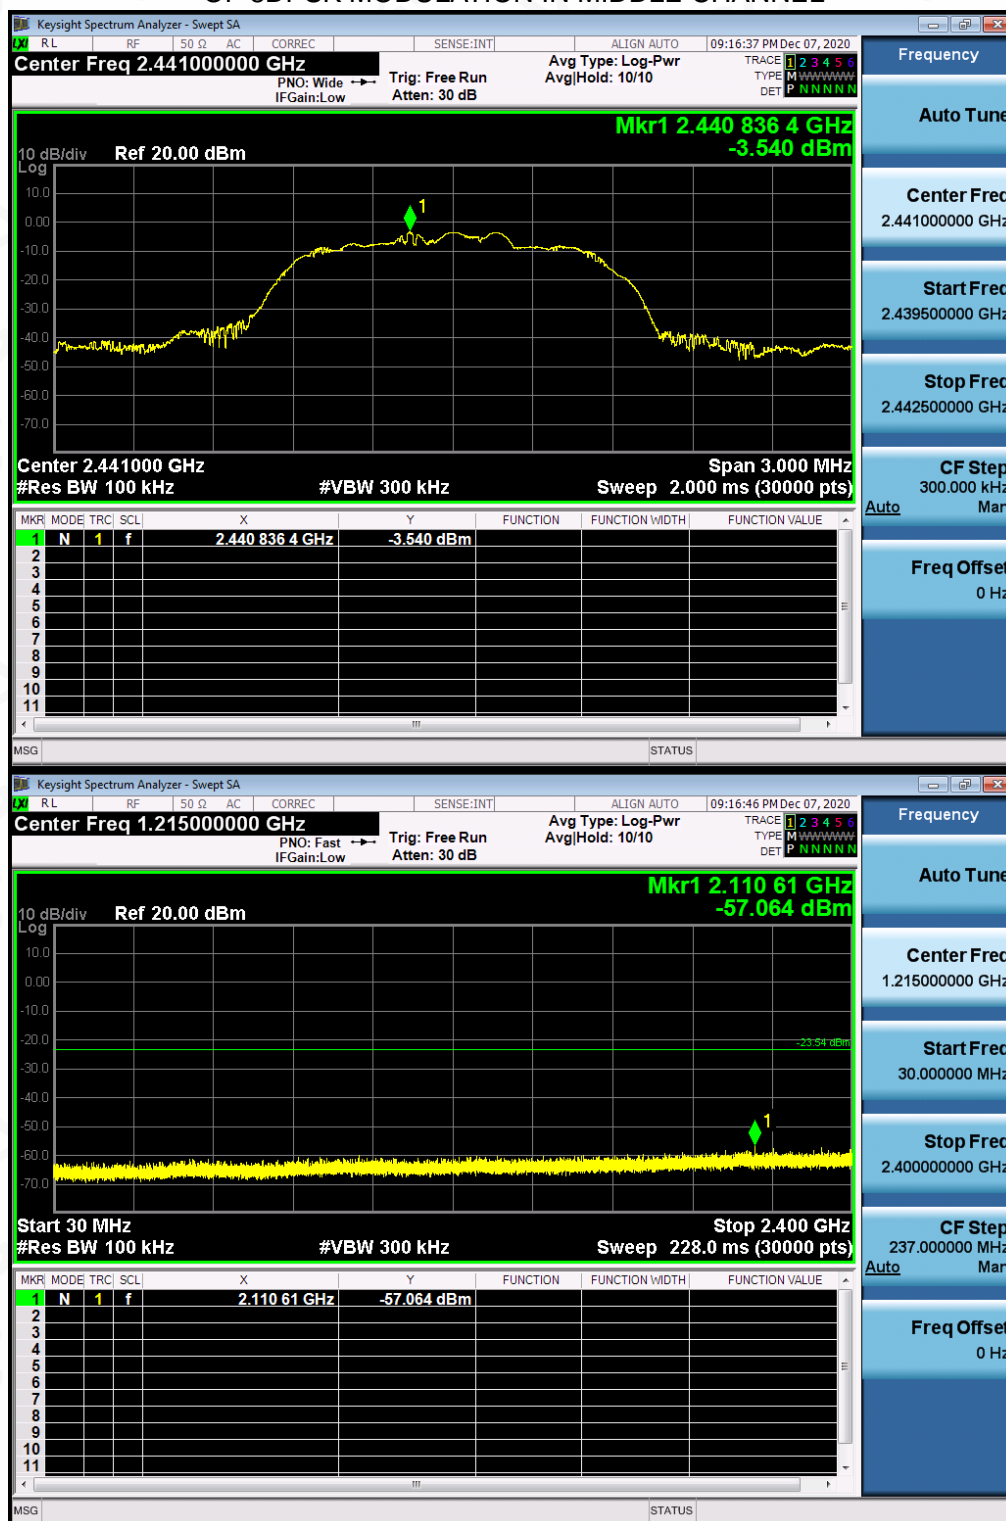 OF 8DPSK MODULATION IN MIDDLE CHANNEL
Keysight Spectrum Analyzer - Swept SA
LXI RL RF 50 Ω AC CORREC SENSE:INT ALIGN AUTO 09:16:37 PM Dec 07, 2020
Center Freq 2.441000000 GHz
PNO: Wide
IFGain:Low
Trig: Free Run
Atten: 30 dB
Avg Type: Log-Pwr
Avg|Hold: 10/10
TRACE 1 2 3 4 5 6
TYPE M WWWWW
DET P N N N N N
Mkr1 2.440 836 4 GHz
-3.540 dBm
10 dB/div Ref 20.00 dBm
Log
10.0
0.00
-10.0
-20.0
-30.0
-40.0
-50.0
-60.0
-70.0
1
Center 2.441000 GHz Span 3.000 MHz
#Res BW 100 kHz #VBW 300 kHz Sweep 2.000 ms (30000 pts)
MKR MODE TRC SCL X Y FUNCTION FUNCTION WIDTH FUNCTION VALUE
1 N 1 f 2.440 836 4 GHz -3.540 dBm
2
3
4
5
6
7
8
9
10
11
MSG STATUS
Frequency
Auto Tune
Center Freq
2.441000000 GHz
Start Freq
2.439500000 GHz
Stop Freq
2.442500000 GHz
CF Step
300.000 kHz
Auto Man
Freq Offset
0 Hz
Keysight Spectrum Analyzer - Swept SA
LXI RL RF 50 Ω AC CORREC SENSE:INT ALIGN AUTO 09:16:46 PM Dec 07, 2020
Center Freq 1.215000000 GHz
PNO: Fast
IFGain:Low
Trig: Free Run
Atten: 30 dB
Avg Type: Log-Pwr
Avg|Hold: 10/10
TRACE 1 2 3 4 5 6
TYPE M WWWWW
DET P N N N N N
Mkr1 2.110 61 GHz
-57.064 dBm
10 dB/div Ref 20.00 dBm
Log
10.0
0.00
-10.0
-20.0
-30.0
-40.0
-50.0
-60.0
-70.0
-23.54 dBm
1
Start 30 MHz Stop 2.400 GHz
#Res BW 100 kHz #VBW 300 kHz Sweep 228.0 ms (30000 pts)
MKR MODE TRC SCL X Y FUNCTION FUNCTION WIDTH FUNCTION VALUE
1 N 1 f 2.110 61 GHz -57.064 dBm
2
3
4
5
6
7
8
9
10
11
MSG STATUS
Frequency
Auto Tune
Center Freq
1.215000000 GHz
Start Freq
30.000000 MHz
Stop Freq
2.400000000 GHz
CF Step
237.000000 MHz
Auto Man
Freq Offset
0 Hz